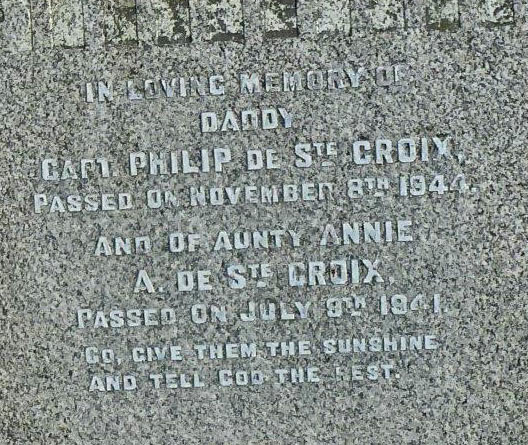 IN LOVING MEMORY OF
DADDY
CAPT. PHILIP DE STE CROIX,
PASSED ON NOVEMBER 8TH 1944.
AND OF AUNTY ANNIE
A. DE STE CROIX
PASSED ON JULY 9TH 1941.
GO, GIVE THEM THE SUNSHINE
AND TELL GOD THE REST.